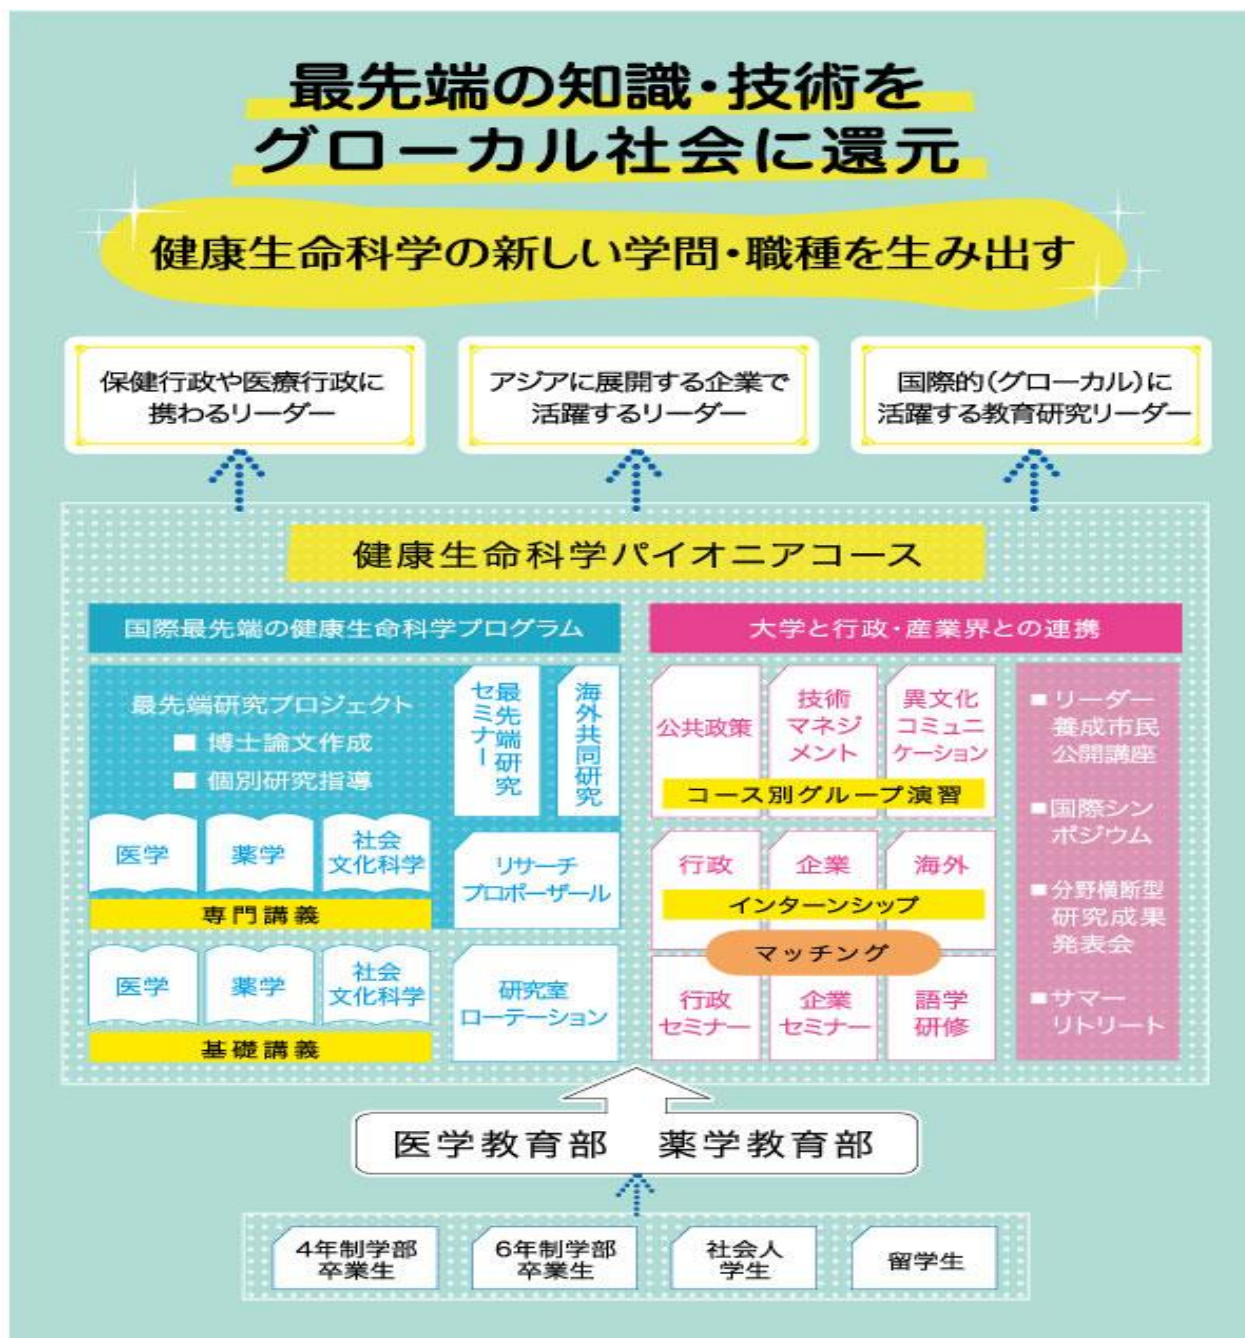 最先端の知識・技術を
グローカル社会に還元
健康生命科学の新しい学問・職種を生み出す
保健行政や医療行政に
携わるリーダー
アジアに展開する企業で
活躍するリーダー
国際的(グローカル)に
活躍する教育研究リーダー
健康生命科学パイオニアコース
国際最先端の健康生命科学プログラム
最先端研究プロジェクト
■ 博士論文作成
■ 個別研究指導
最先端研究
セミナー
海外共同研究
医学
薬学
社会
文化科学
専門講義
リサーチ
プロポーザール
医学
薬学
社会
文化科学
基礎講義
研究室
ローテーション
大学と行政・産業界との連携
公共政策
技術
マネジ
メント
異文化
コミュニ
ケーション
コース別グループ演習
行政
企業
海外
インターンシップ
マッチング
行政
セミナー
企業
セミナー
語学
研修
■リーダー
養成市民
公開講座
■国際シン
ポジウム
■分野横断型
研究成果
発表会
■サマー
リトリート
医学教育部 薬学教育部
4年制学部
卒業生
6年制学部
卒業生
社会人
学生
留学生